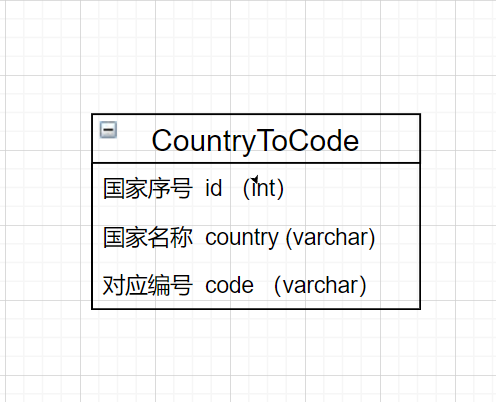 CountryToCode
国家序号 id （int）
国家名称 country (varchar)
对应编号 code （varchar）